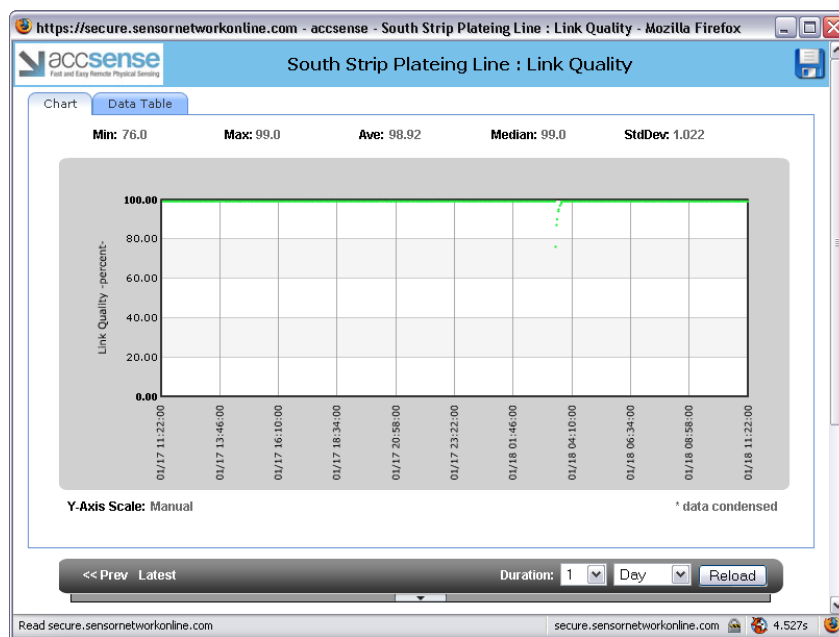 https://secure.sensornetworkonline.com - accsense - South Strip Plateing Line : Link Quality - Mozilla Firefox
accsense
Fast and Easy Remote Physical Sensing
South Strip Plateing Line : Link Quality
Chart Data Table
Min: 76.0 Max: 99.0 Ave: 98.92 Median: 99.0 StdDev: 1.022
Link Quality -percent-
100.00
80.00
60.00
40.00
20.00
0.00
01/17 11:22:00
01/17 13:46:00
01/17 16:10:00
01/17 18:34:00
01/17 20:58:00
01/17 23:22:00
01/18 01:46:00
01/18 04:10:00
01/18 06:34:00
01/18 08:58:00
01/18 11:22:00
Y-Axis Scale: Manual * data condensed
<< Prev Latest Duration: 1 Day Reload
Read secure.sensornetworkonline.com secure.sensornetworkonline.com 4.527s